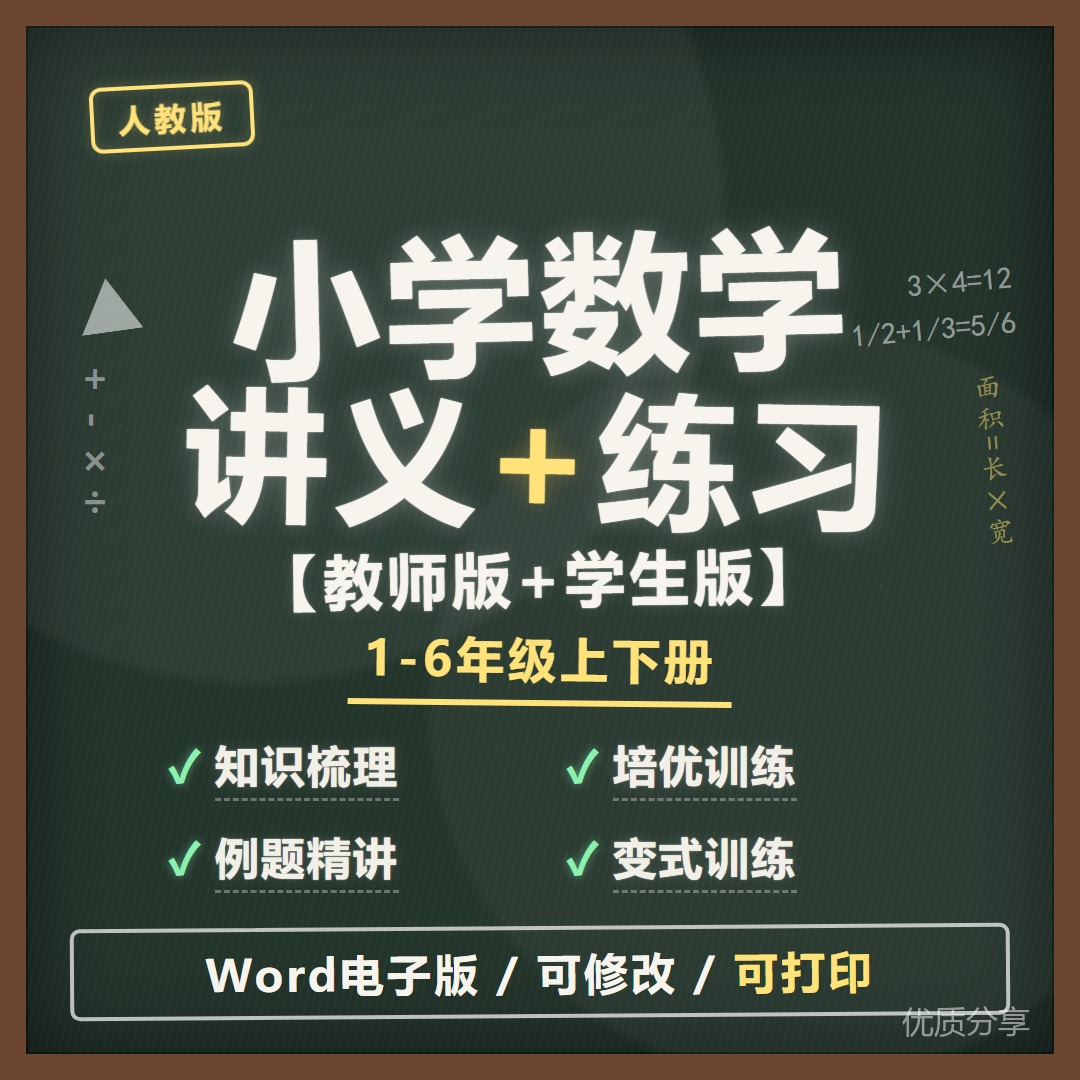 人教版
小学数学
讲义+练习
【教师版+学生版】
1-6年级上下册
3×4=12
1/2+1/3=5/6
面积=长×宽
+
-
×
÷
✓ 知识梳理
✓ 培优训练
✓ 例题精讲
✓ 变式训练
Word电子版 / 可修改 / 可打印
优质分享